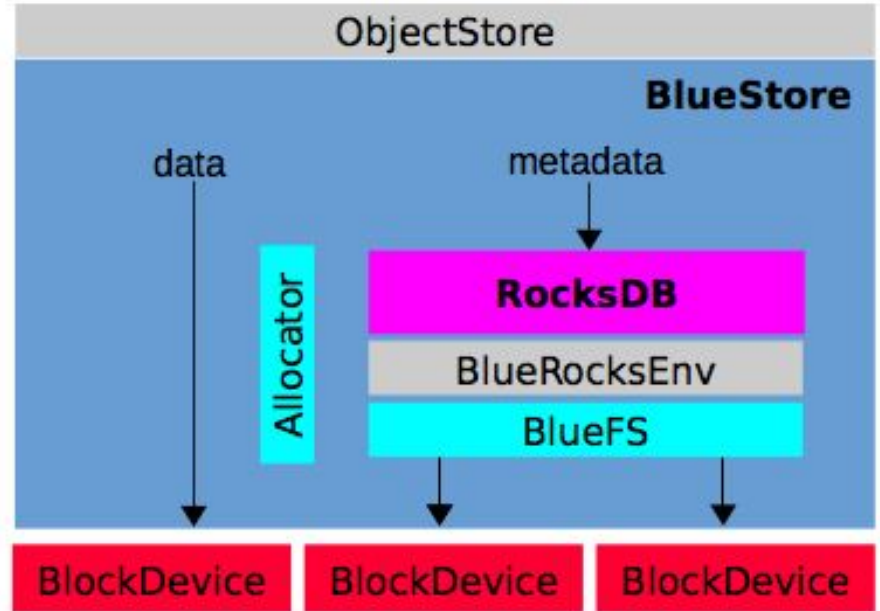 ObjectStore
BlueStore
data
metadata
Allocator
RocksDB
BlueRocksEnv
BlueFS
BlockDevice
BlockDevice
BlockDevice